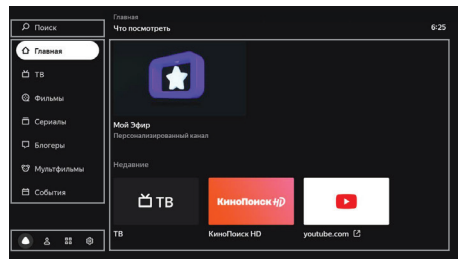 Поиск
Главная
ТВ
Фильмы
Сериалы
Блогеры
Мультфильмы
События
Главная
Что посмотреть
6:25
Мой Эфир
Персонализированный канал
Недавние
ТВ
КиноПоиск HD
ТВ
КиноПоиск HD
youtube.com